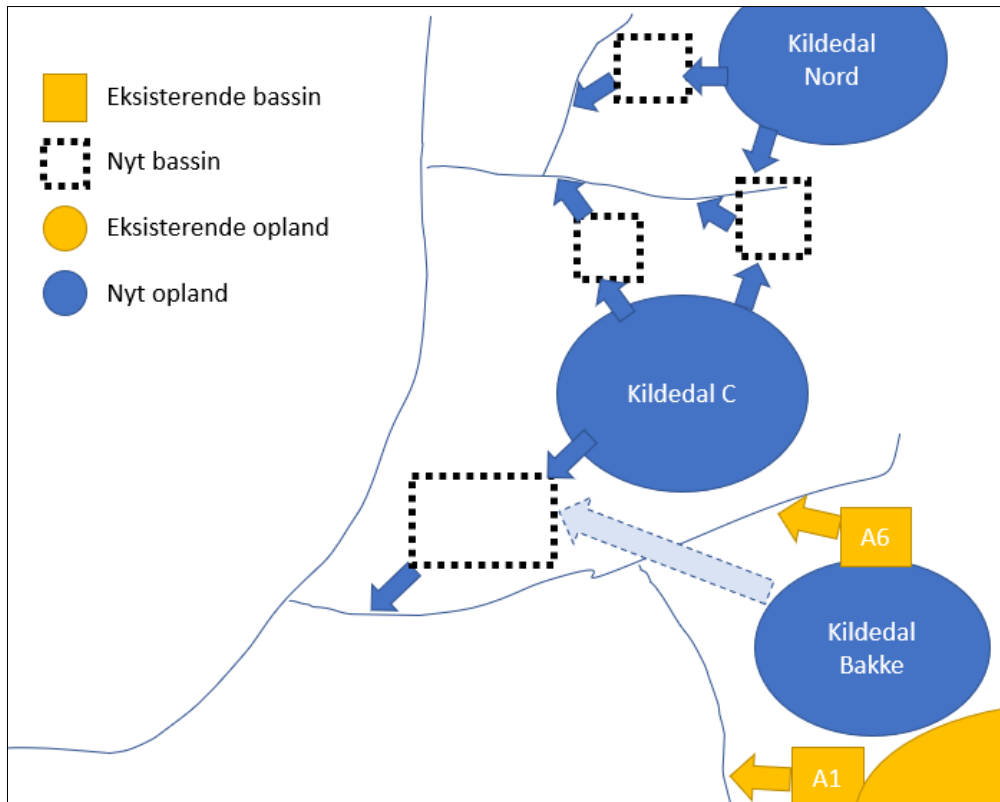 Eksisterende bassin
Nyt bassin
Eksisterende opland
Nyt opland
Kildedal
Nord
Kildedal C
A6
Kildedal
Bakke
A1